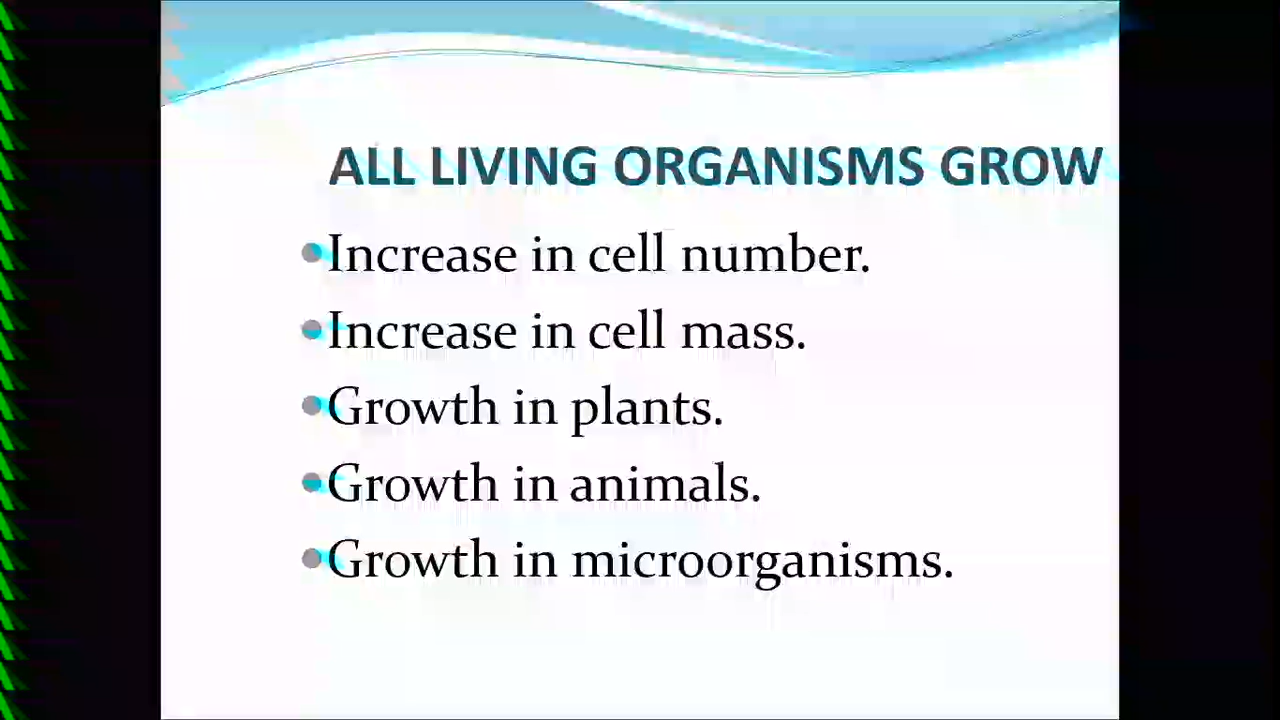 ALL LIVING ORGANISMS GROW
•Increase in cell number.
•Increase in cell mass.
•Growth in plants.
•Growth in animals.
•Growth in microorganisms.